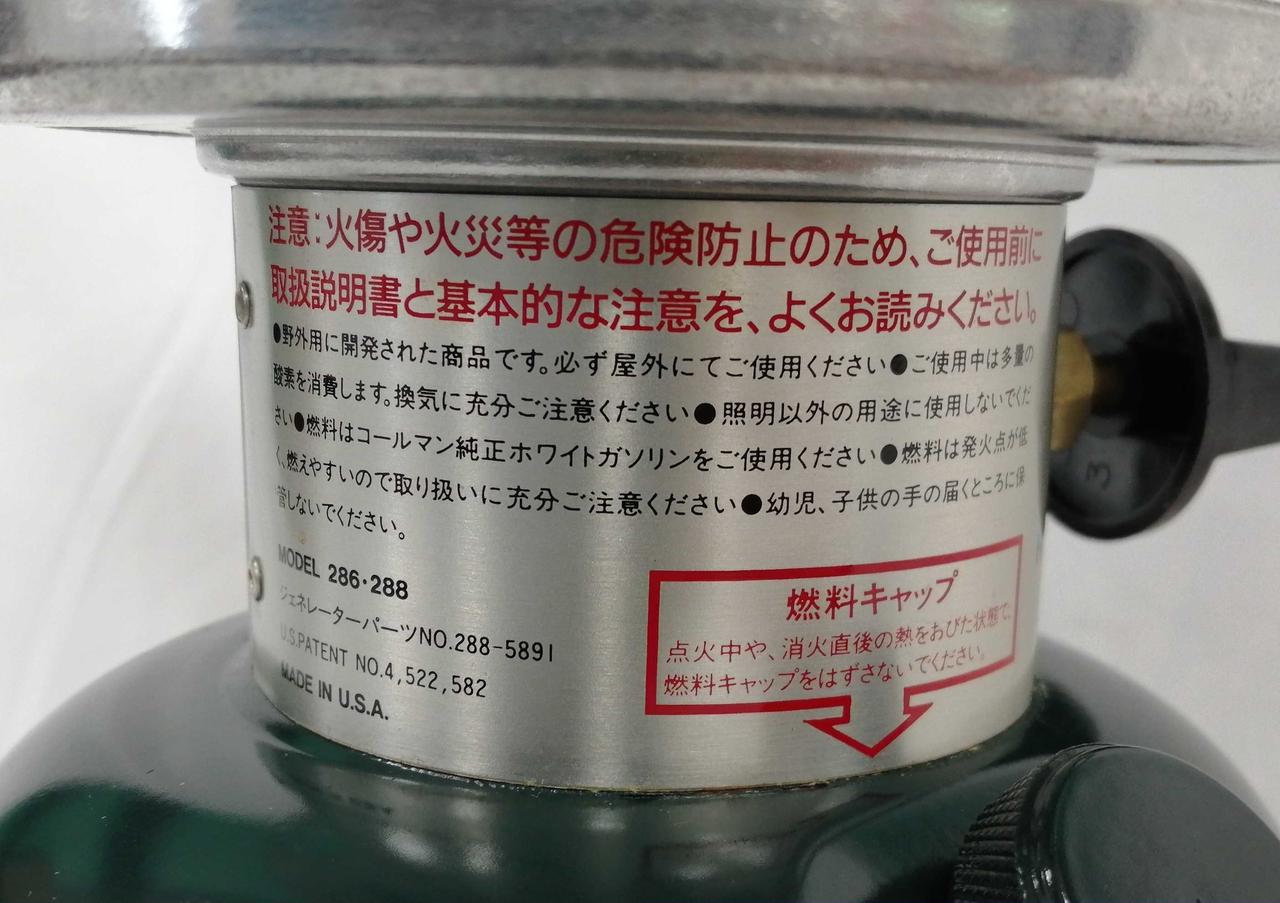 注意:火傷や火災等の危険防止のため、ご使用前に
取扱説明書と基本的な注意を、よくお読みください。
●野外用に開発された商品です。必ず屋外にてご使用ください●ご使用中は多量の
酸素を消費します。換気に充分ご注意ください●照明以外の用途に使用しないでくだ
さい●燃料はコールマン純正ホワイトガソリンをご使用ください●燃料は発火点が低
く、燃えやすいので取り扱いに充分ご注意ください●幼児、子供の手の届くところに保
管しないでください。
MODEL 286・288
ジェネレーターパーツNO.288-5891
U.S.PATENT NO.4,522,582
MADE IN U.S.A.
燃料キャップ
点火中や、消火直後の熱をおびた状態で、
燃料キャップをはずさないでください。
3